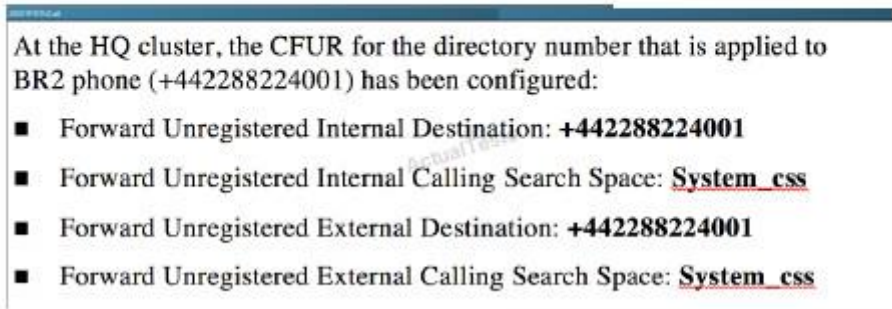 At the HQ cluster, the CFUR for the directory number that is applied to
BR2 phone (+442288224001) has been configured:
■ Forward Unregistered Internal Destination: +442288224001
■ Forward Unregistered Internal Calling Search Space: System_css
■ Forward Unregistered External Destination: +442288224001
■ Forward Unregistered External Calling Search Space: System_css